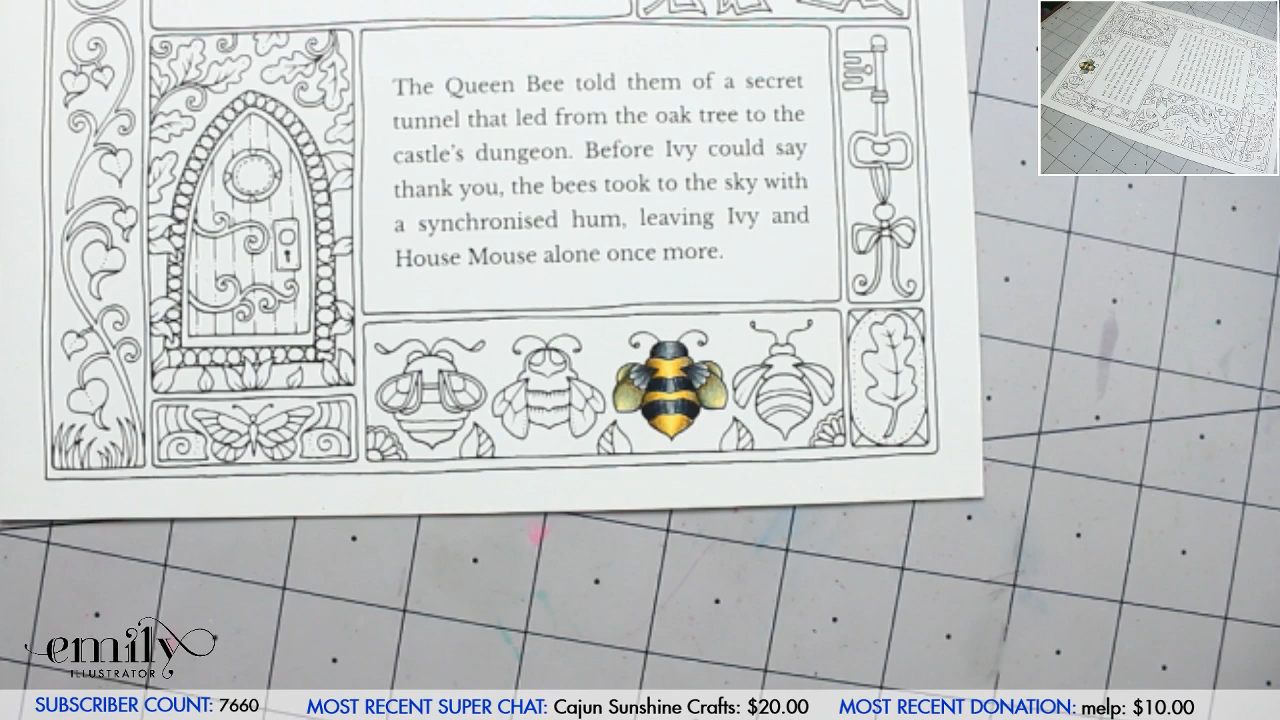 The Queen Bee told them of a secret
tunnel that led from the oak tree to the
castle's dungeon. Before Ivy could say
thank you, the bees took to the sky with
a synchronised hum, leaving Ivy and
House Mouse alone once more.
emily
ILLUSTRATOR
SUBSCRIBER COUNT: 7660 MOST RECENT SUPER CHAT: Cajun Sunshine Crafts: $20.00 MOST RECENT DONATION: melp: $10.00